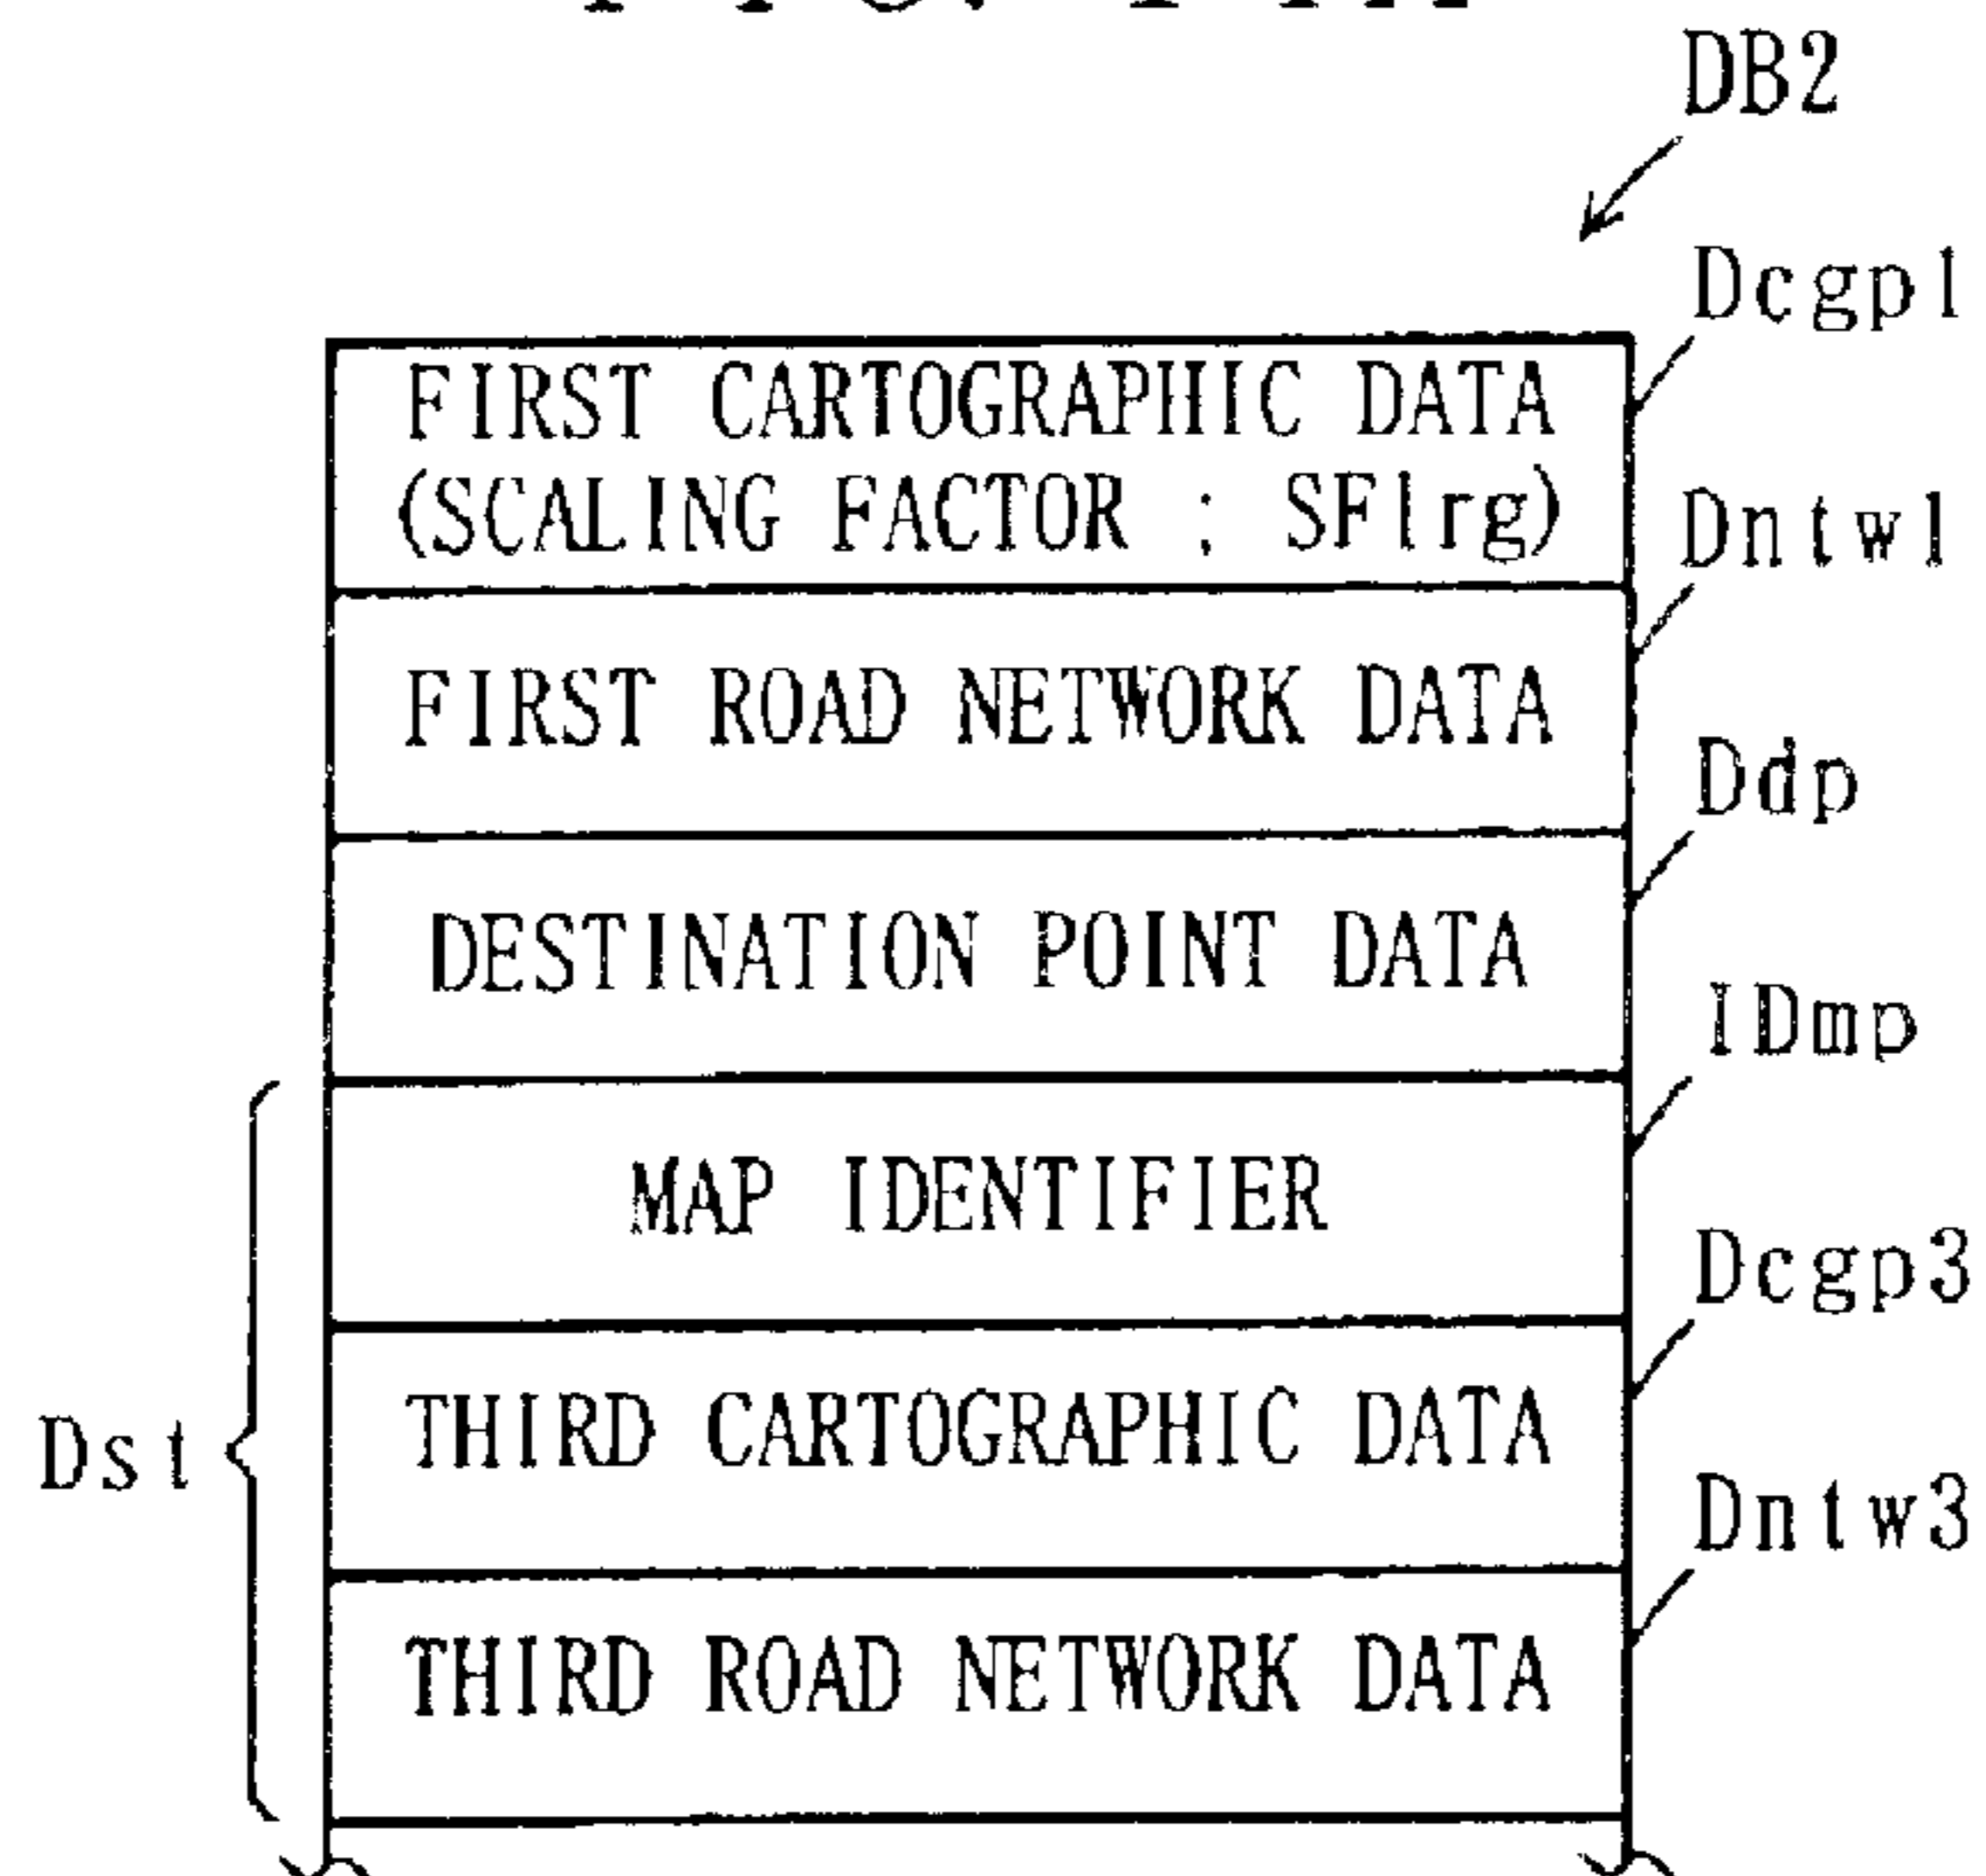 DB2
Dcgp1
FIRST CARTOGRAPHIC DATA
(SCALING FACTOR : SFlrg)
Dntw1
FIRST ROAD NETWORK DATA
Ddp
DESTINATION POINT DATA
IDmp
MAP IDENTIFIER
Dcgp3
Dst
THIRD CARTOGRAPHIC DATA
Dntw3
THIRD ROAD NETWORK DATA